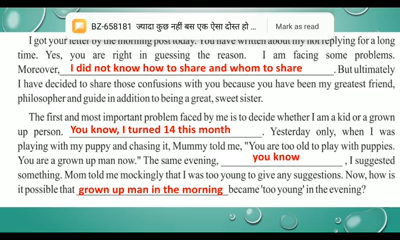 BZ-658181 ज्यादा कुछ नहीं बस एक ऐसा दोस्त हो ... Mark as read
I got your letter by the morning post today. You have written about my not replying for a long
time. Yes, you are right in guessing the reason. I am facing some problems.
Moreover, I did not know how to share and whom to share . But ultimately
I have decided to share those confusions with you because you have been my greatest friend,
philosopher and guide in addition to being a great, sweet sister.
The first and most important problem faced by me is to decide whether I am a kid or a grown
up person. You know, I turned 14 this month . Yesterday only, when I was
playing with my puppy and chasing it, Mummy told me, "You are too old to play with puppies.
You are a grown up man now." The same evening, you know , I suggested
something. Mom told me mockingly that I was too young to give any suggestions. Now, how is
it possible that grown up man in the morning became 'too young' in the evening?